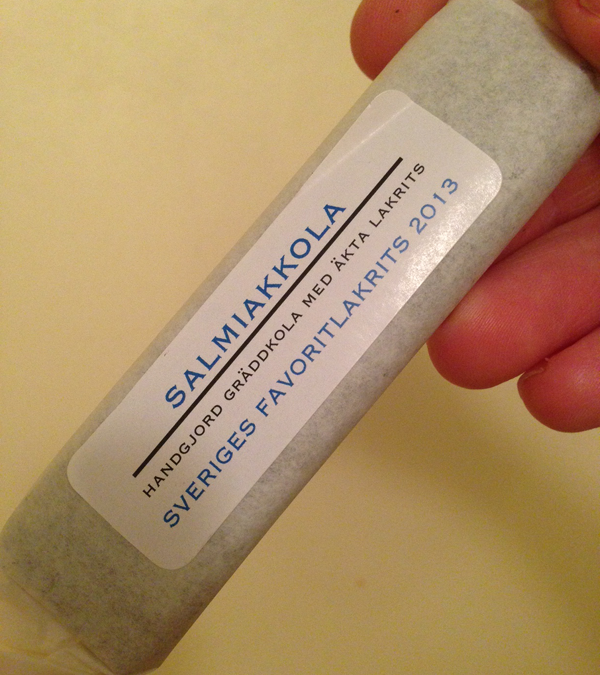 SALMIAKKOLA
HANDGJORD GRÄDDKOLA MED ÄKTA LAKRITS
SVERIGES FAVORITLAKRITS 2013